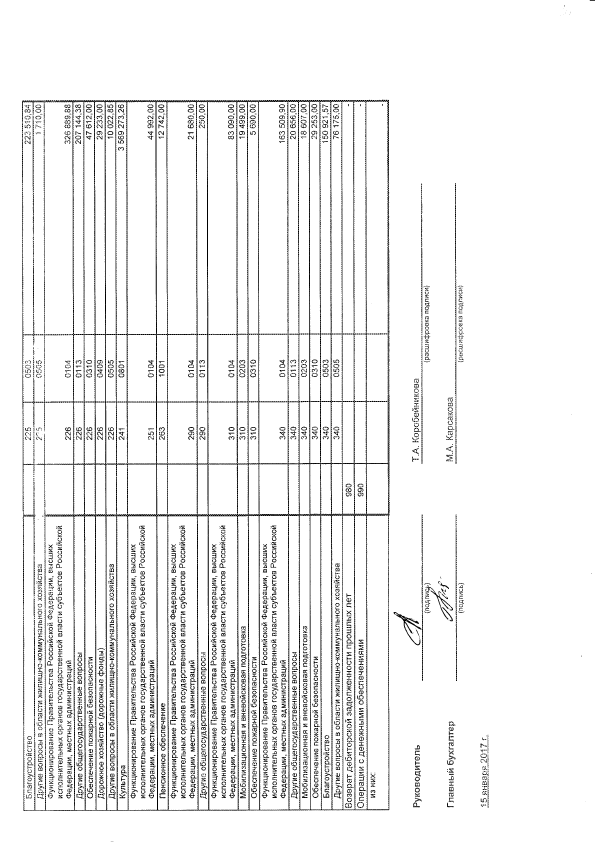 Благоустройство 225 0503 223 510,84
Другие вопросы в области жилищно-коммунального хозяйства 225 0505 1 710,00
Функционирование Правительства Российской Федерации, высших
исполнительных органов государственной власти субъектов Российской
Федерации, местных администраций 226 0104 326 889,88
Другие общегосударственные вопросы 226 0113 207 144,38
Обеспечение пожарной безопасности 226 0310 47 612,00
Дорожное хозяйство (дорожные фонды) 226 0409 29 233,00
Другие вопросы в области жилищно-коммунального хозяйства 226 0505 10 022,85
Культура 241 0801 3 569 273,26
Функционирование Правительства Российской Федерации, высших
исполнительных органов государственной власти субъектов Российской
Федерации, местных администраций 251 0104 44 992,00
Пенсионное обеспечение 263 1001 12 742,00
Функционирование Правительства Российской Федерации, высших
исполнительных органов государственной власти субъектов Российской
Федерации, местных администраций 290 0104 21 680,00
Другие общегосударственные вопросы 290 0113 250,00
Функционирование Правительства Российской Федерации, высших
исполнительных органов государственной власти субъектов Российской
Федерации, местных администраций 310 0104 83 090,00
Мобилизационная и вневойсковая подготовка 310 0203 19 499,00
Обеспечение пожарной безопасности 310 0310 5 690,00
Функционирование Правительства Российской Федерации, высших
исполнительных органов государственной власти субъектов Российской
Федерации, местных администраций 340 0104 163 509,90
Другие общегосударственные вопросы 340 0113 20 656,00
Мобилизационная и вневойсковая подготовка 340 0203 18 607,00
Обеспечение пожарной безопасности 340 0310 29 253,00
Благоустройство 340 0503 150 921,57
Другие вопросы в области жилищно-коммунального хозяйства 340 0505 76 175,00
Возврат дебиторской задолженности прошлых лет 980 -
Операции с денежными обеспечениями 990 -
из них: -
Руководитель Т.А. Коробейникова
(подпись) (расшифровка подписи)
Главный бухгалтер М.А. Карсакова
(подпись) (расшифровка подписи)
15 января 2017 г.